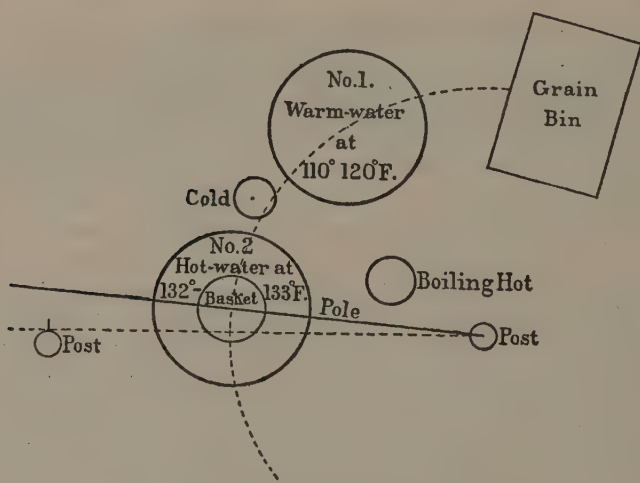 No.1.
Warm-water
at
110° 120°F.
Grain
Bin
Cold
No.2
Hot-water at
132°- 133°F.
Basket
Boiling Hot
Pole
Post
Post